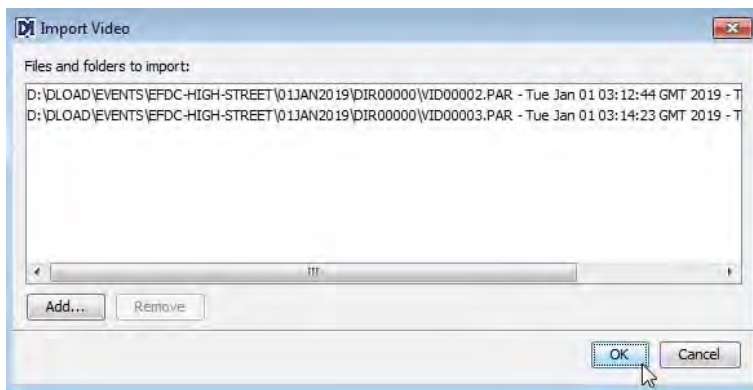 Import Video
Files and folders to import:
D:\DLOAD\EVENTS\EFDC-HIGH-STREET\01JAN2019\DIR00000\VID00002.PAR - Tue Jan 01 03:12:44 GMT 2019 - T
D:\DLOAD\EVENTS\EFDC-HIGH-STREET\01JAN2019\DIR00000\VID00003.PAR - Tue Jan 01 03:14:23 GMT 2019 - T
Add... Remove
OK Cancel